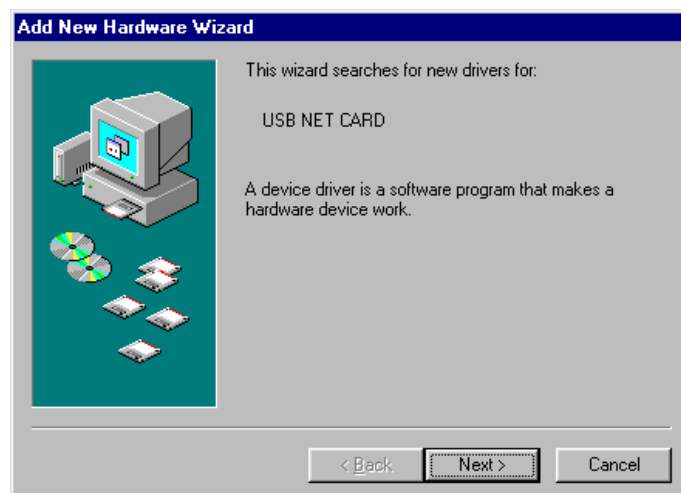 Add New Hardware Wizard
This wizard searches for new drivers for:
USB NET CARD
A device driver is a software program that makes a
hardware device work.
< Back
Next >
Cancel